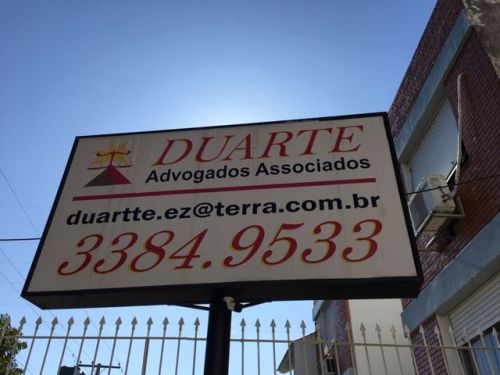 DUARTE
Advogados Associados
duartte.ez@terra.com.br
3384.9533